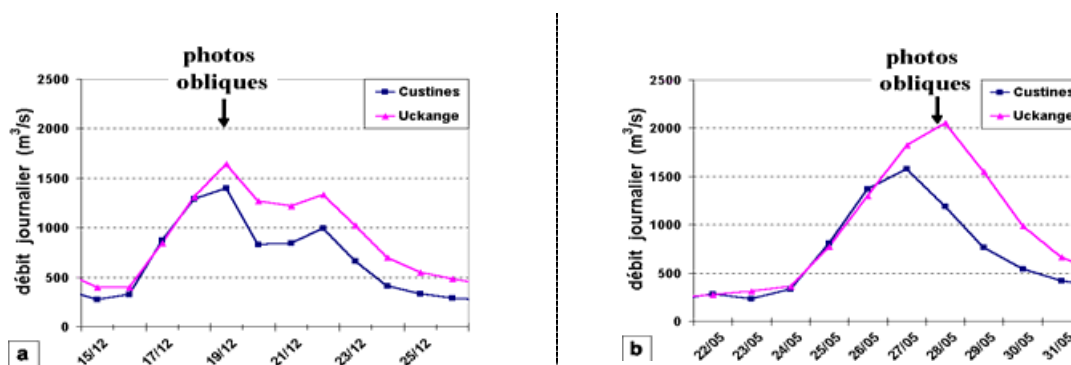 photos
obliques
2500
2000
1500
1000
500
0
débit journalier (m³/s)
Custines
Uckange
15/12
17/12
19/12
21/12
23/12
25/12
a
photos
obliques
2500
2000
1500
1000
500
0
débit journalier (m³/s)
Custines
Uckange
22/05
23/05
24/05
25/05
26/05
27/05
28/05
29/05
30/05
31/05
b